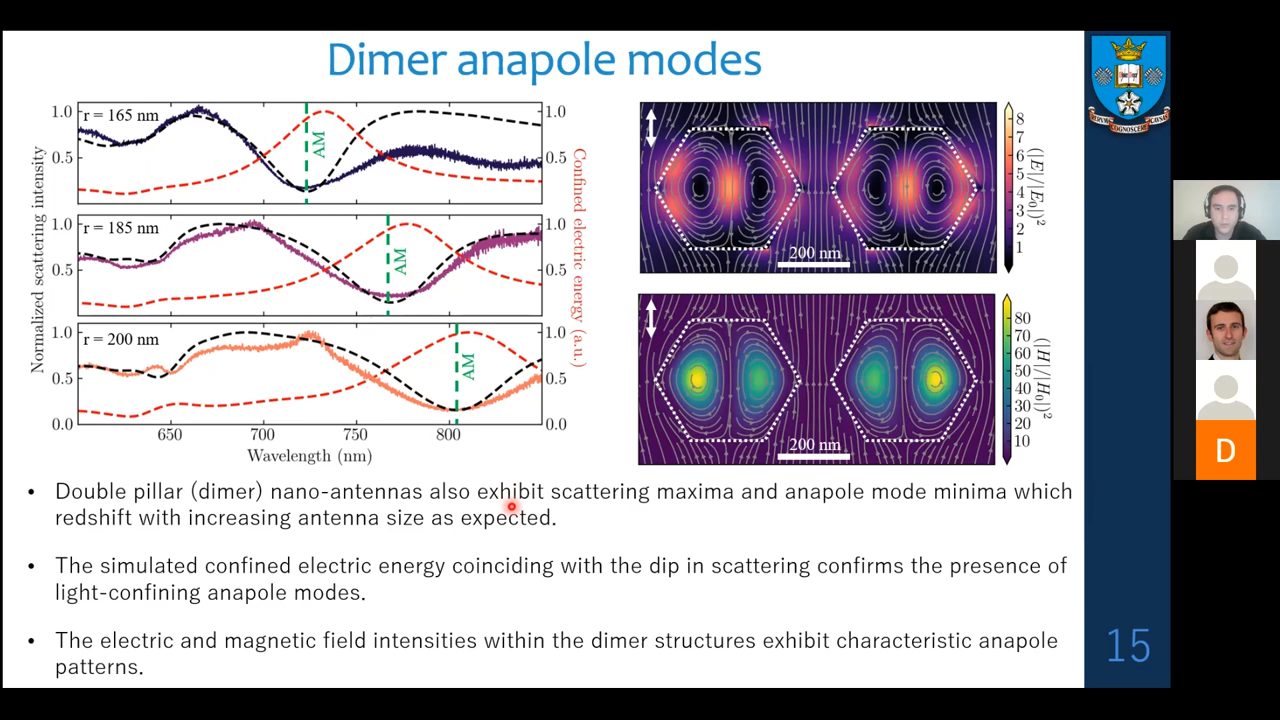 Dimer anapole modes
1.0
0.5
r = 165 nm
AM
1.0
0.5
1.0
0.5
r = 185 nm
AM
1.0
0.5
1.0
0.5
0.0
r = 200 nm
AM
1.0
0.5
0.0
650 700 750 800
Wavelength (nm)
Normalized scattering intensity
Confined electric energy (a.u.)
200 nm
8
7
6
5
4
3
2
1
(|E|/|E₀|)²
200 nm
80
70
60
50
40
30
20
10
(|H|/|H₀|)²
• Double pillar (dimer) nano-antennas also exhibit scattering maxima and anapole mode minima which
redshift with increasing antenna size as expected.
• The simulated confined electric energy coinciding with the dip in scattering confirms the presence of
light-confining anapole modes.
• The electric and magnetic field intensities within the dimer structures exhibit characteristic anapole
patterns.
15
D